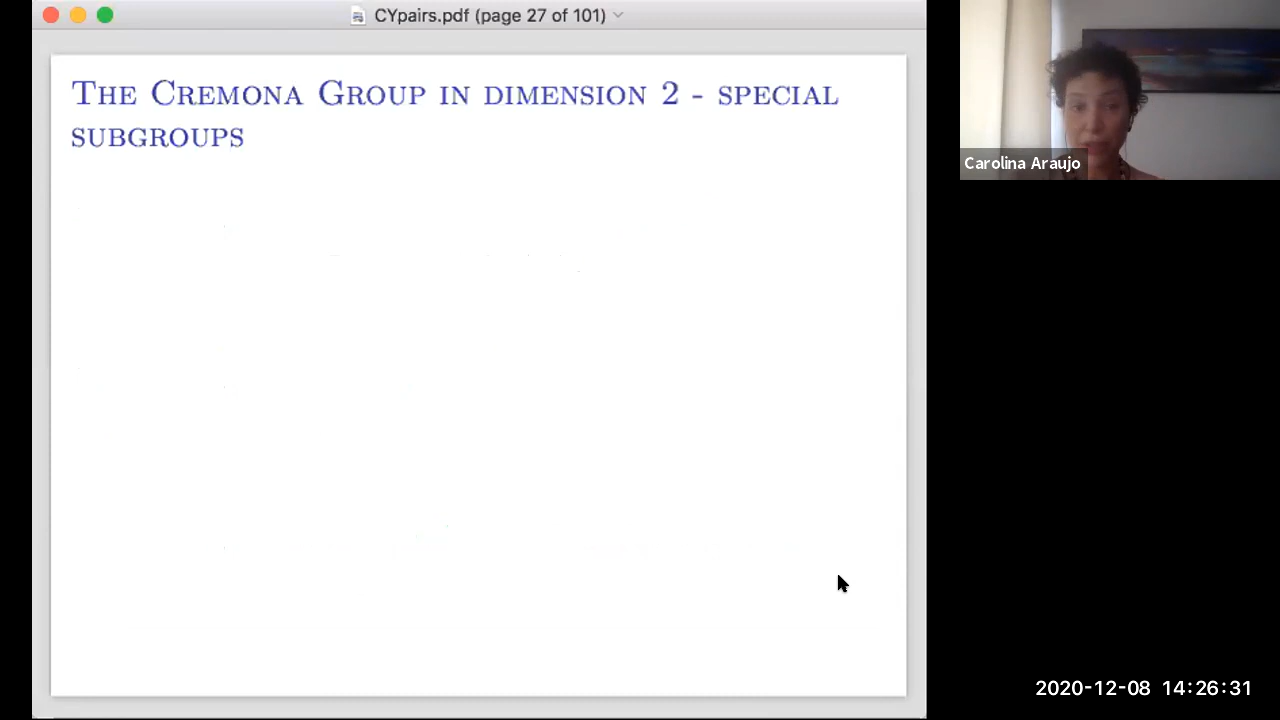 CYpairs.pdf (page 27 of 101)
The Cremona Group in dimension 2 - special
subgroups
Carolina Araujo
2020-12-08 14:26:31